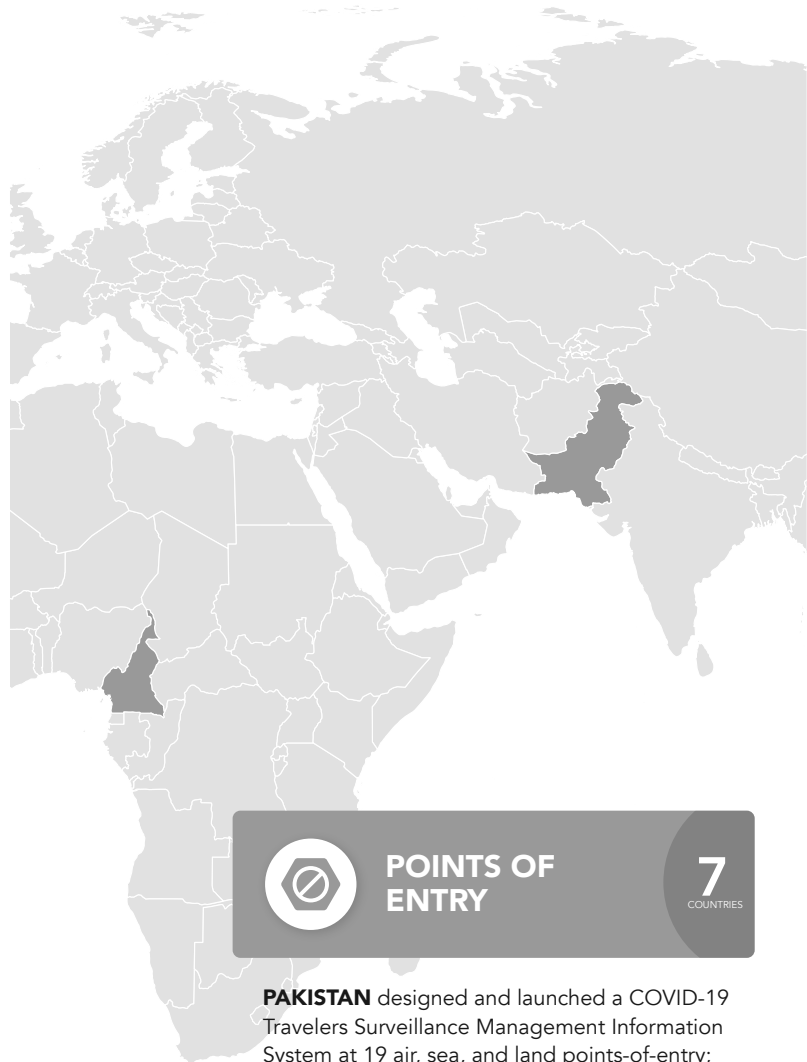 POINTS OF
ENTRY
7
COUNTRIES
PAKISTAN designed and launched a COVID-19
Travelers Surveillance Management Information
System at 19 air, sea, and land points-of-entry;